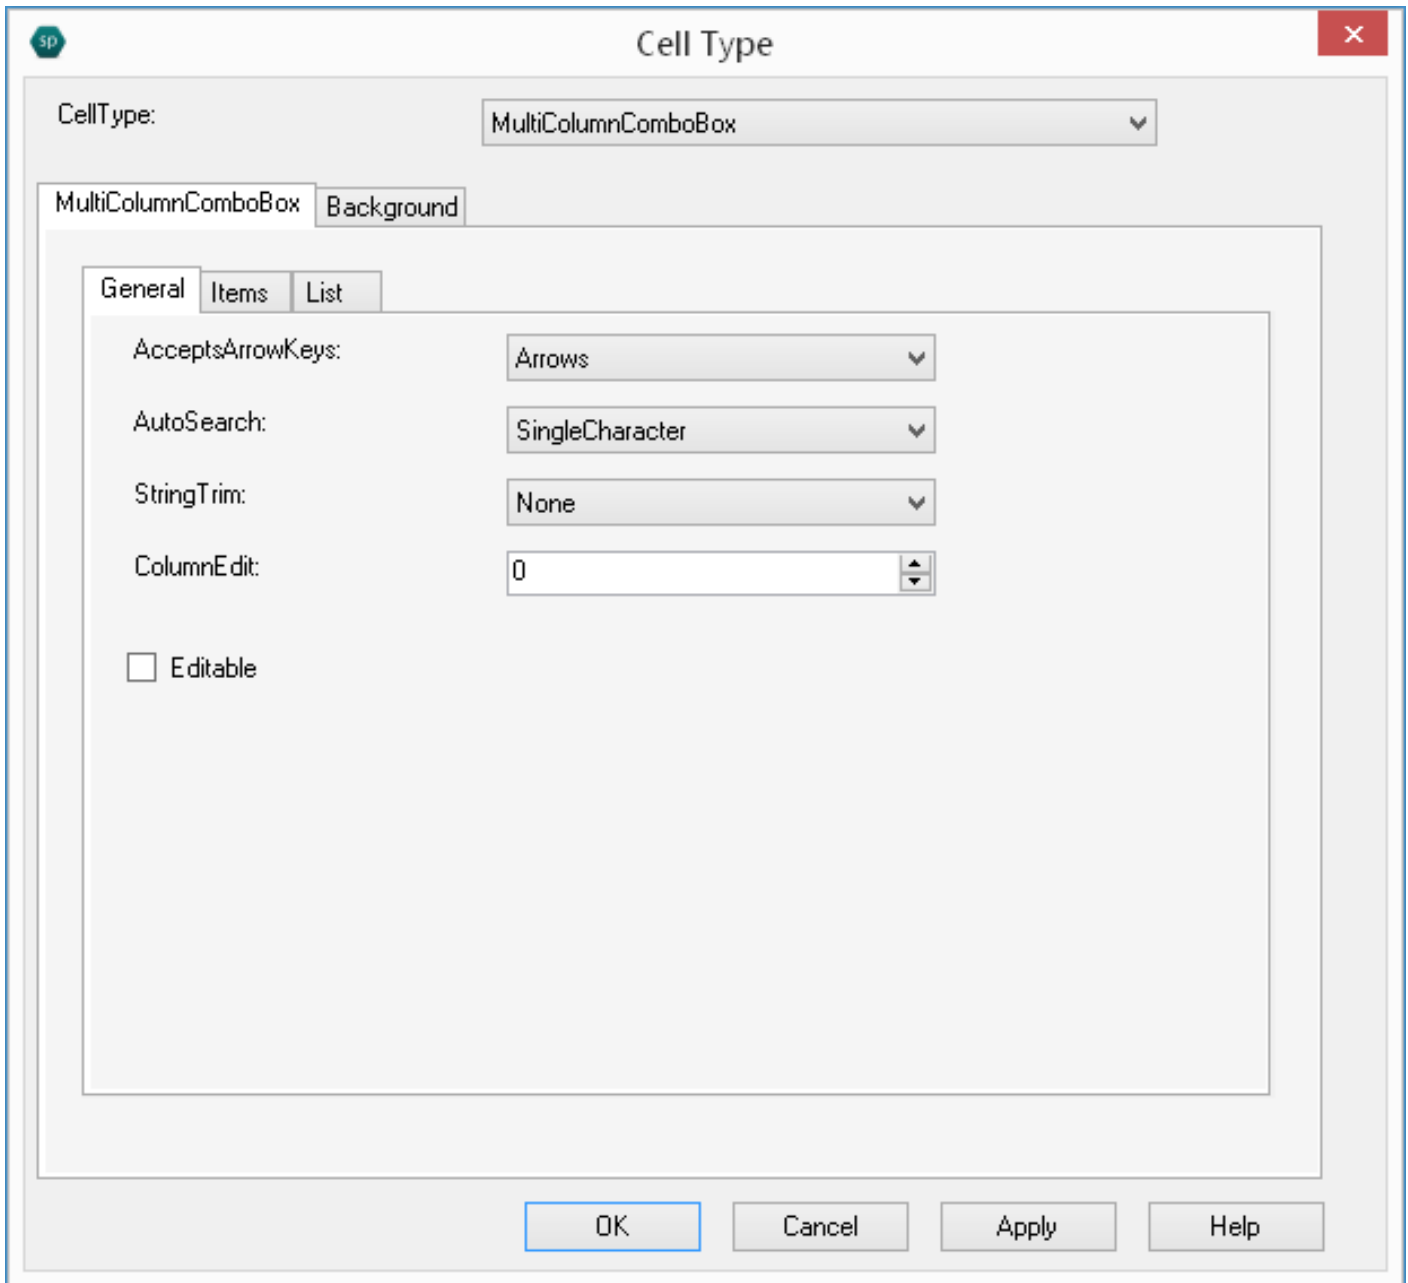 sp
Cell Type
CellType:
MultiColumnComboBox
MultiColumnComboBox
Background
General
Items
List
AcceptsArrowKeys:
Arrows
AutoSearch:
SingleCharacter
StringTrim:
None
ColumnEdit:
0
Editable
OK
Cancel
Apply
Help